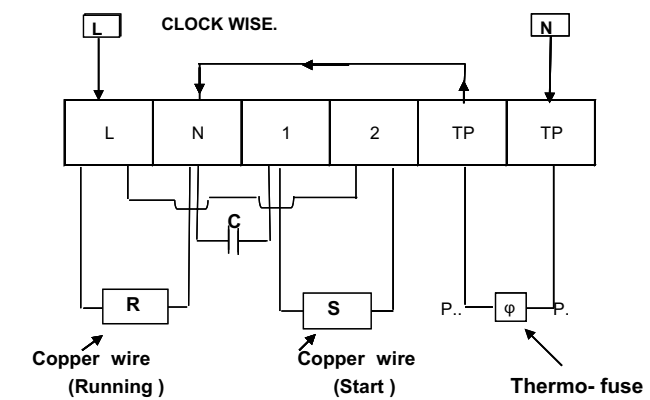 L CLOCK WISE. N
L N 1 2 TP TP
C
R S P.. φ P.
Copper wire Copper wire
(Running ) (Start ) Thermo- fuse